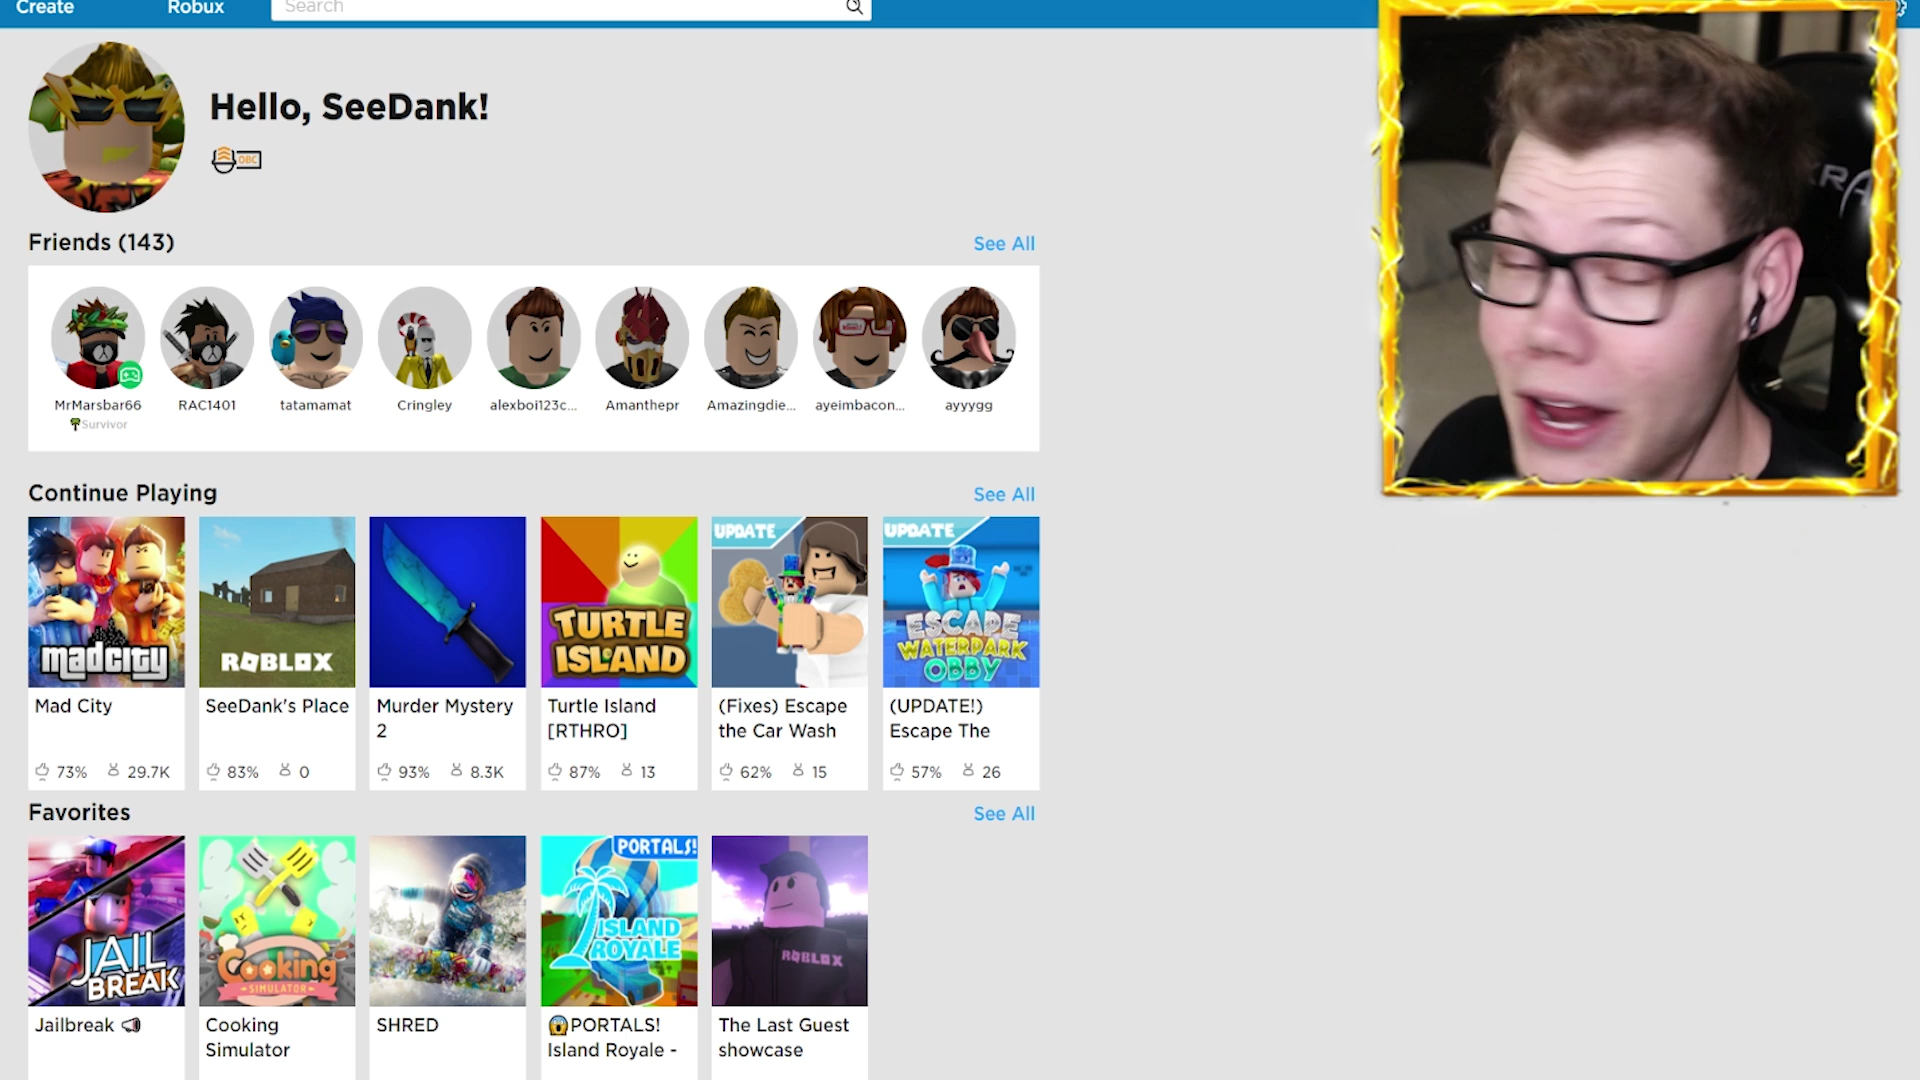 Create Robux Search
Hello, SeeDank!
OBC
Friends (143) See All
MrMarsbar66 RAC1401 tatamamat Cringley alexboi123c... Amanthepr Amazingdie... ayeimbacon... ayyygg
Survivor
Continue Playing See All
UPDATE UPDATE
madcity ROBLOX TURTLE ISLAND ESCAPE WATERPARK OBBY
Mad City SeeDank's Place Murder Mystery Turtle Island (Fixes) Escape (UPDATE!)
2 [RTHRO] the Car Wash Escape The
73% 29.7K 83% 0 93% 8.3K 87% 13 62% 15 57% 26
Favorites See All
PORTALS!
JAIL BREAK Cooking SIMULATOR ISLAND ROYALE ROBLOX
Jailbreak Cooking SHRED 😱PORTALS! The Last Guest
Simulator Island Royale - showcase